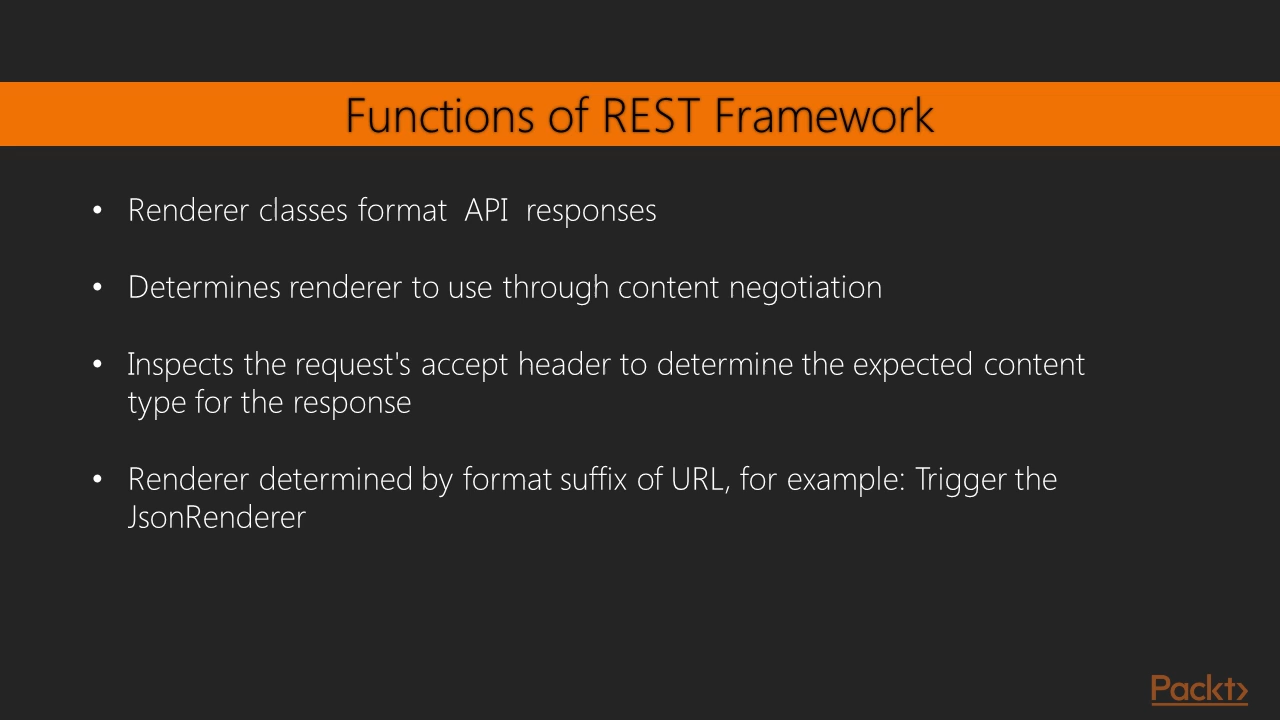 Functions of REST Framework
• Renderer classes format API responses
• Determines renderer to use through content negotiation
• Inspects the request's accept header to determine the expected content
type for the response
• Renderer determined by format suffix of URL, for example: Trigger the
JsonRenderer
Packt>